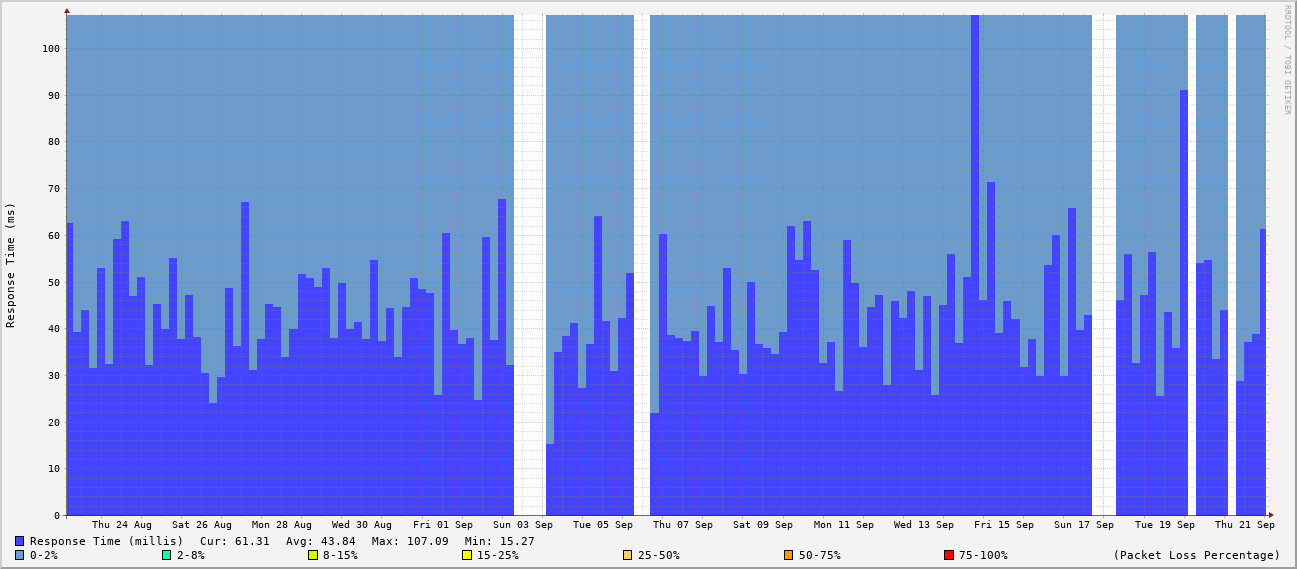 RRDTOOL / TOBI OETIKER
Response Time (ms)
100
90
80
70
60
50
40
30
20
10
0
Thu 24 Aug Sat 26 Aug Mon 28 Aug Wed 30 Aug Fri 01 Sep Sun 03 Sep Tue 05 Sep Thu 07 Sep Sat 09 Sep Mon 11 Sep Wed 13 Sep Fri 15 Sep Sun 17 Sep Tue 19 Sep Thu 21 Sep
Response Time (millis) Cur: 61.31 Avg: 43.84 Max: 107.09 Min: 15.27
0-2% 2-8% 8-15% 15-25% 25-50% 50-75% 75-100% (Packet Loss Percentage)